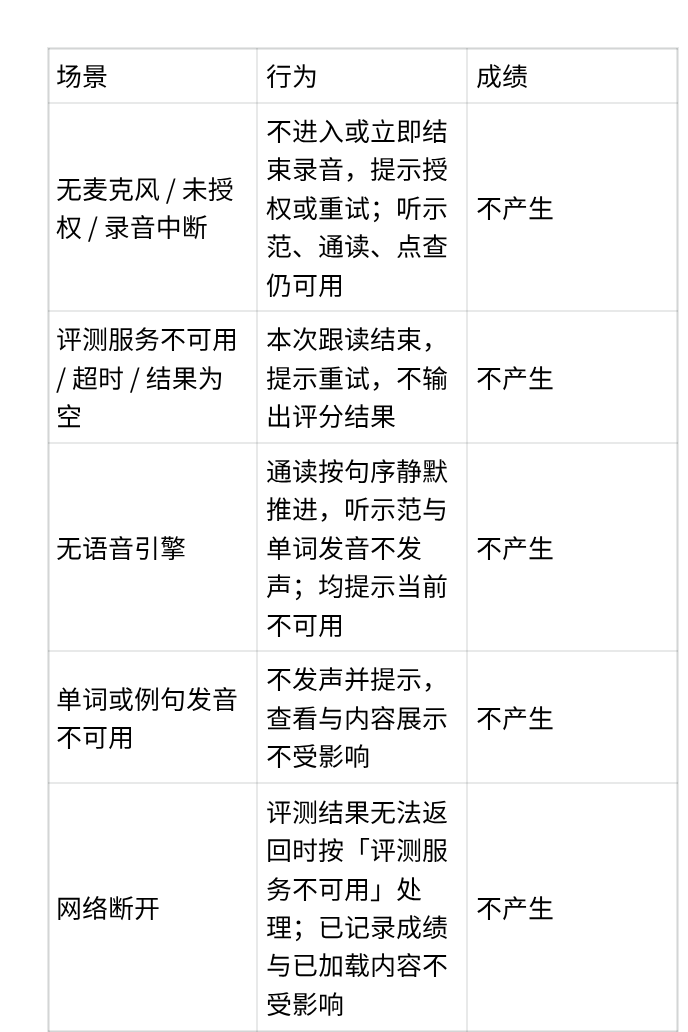 场景
行为
成绩
无麦克风 / 未授
权 / 录音中断
不进入或立即结
束录音，提示授
权或重试；听示
范、通读、点查
仍可用
不产生
评测服务不可用
/ 超时 / 结果为
空
本次跟读结束，
提示重试，不输
出评分结果
不产生
无语音引擎
通读按句序静默
推进，听示范与
单词发音不发
声；均提示当前
不可用
不产生
单词或例句发音
不可用
不发声并提示，
查看与内容展示
不受影响
不产生
网络断开
评测结果无法返
回时按「评测服
务不可用」处
理；已记录成绩
与已加载内容不
受影响
不产生